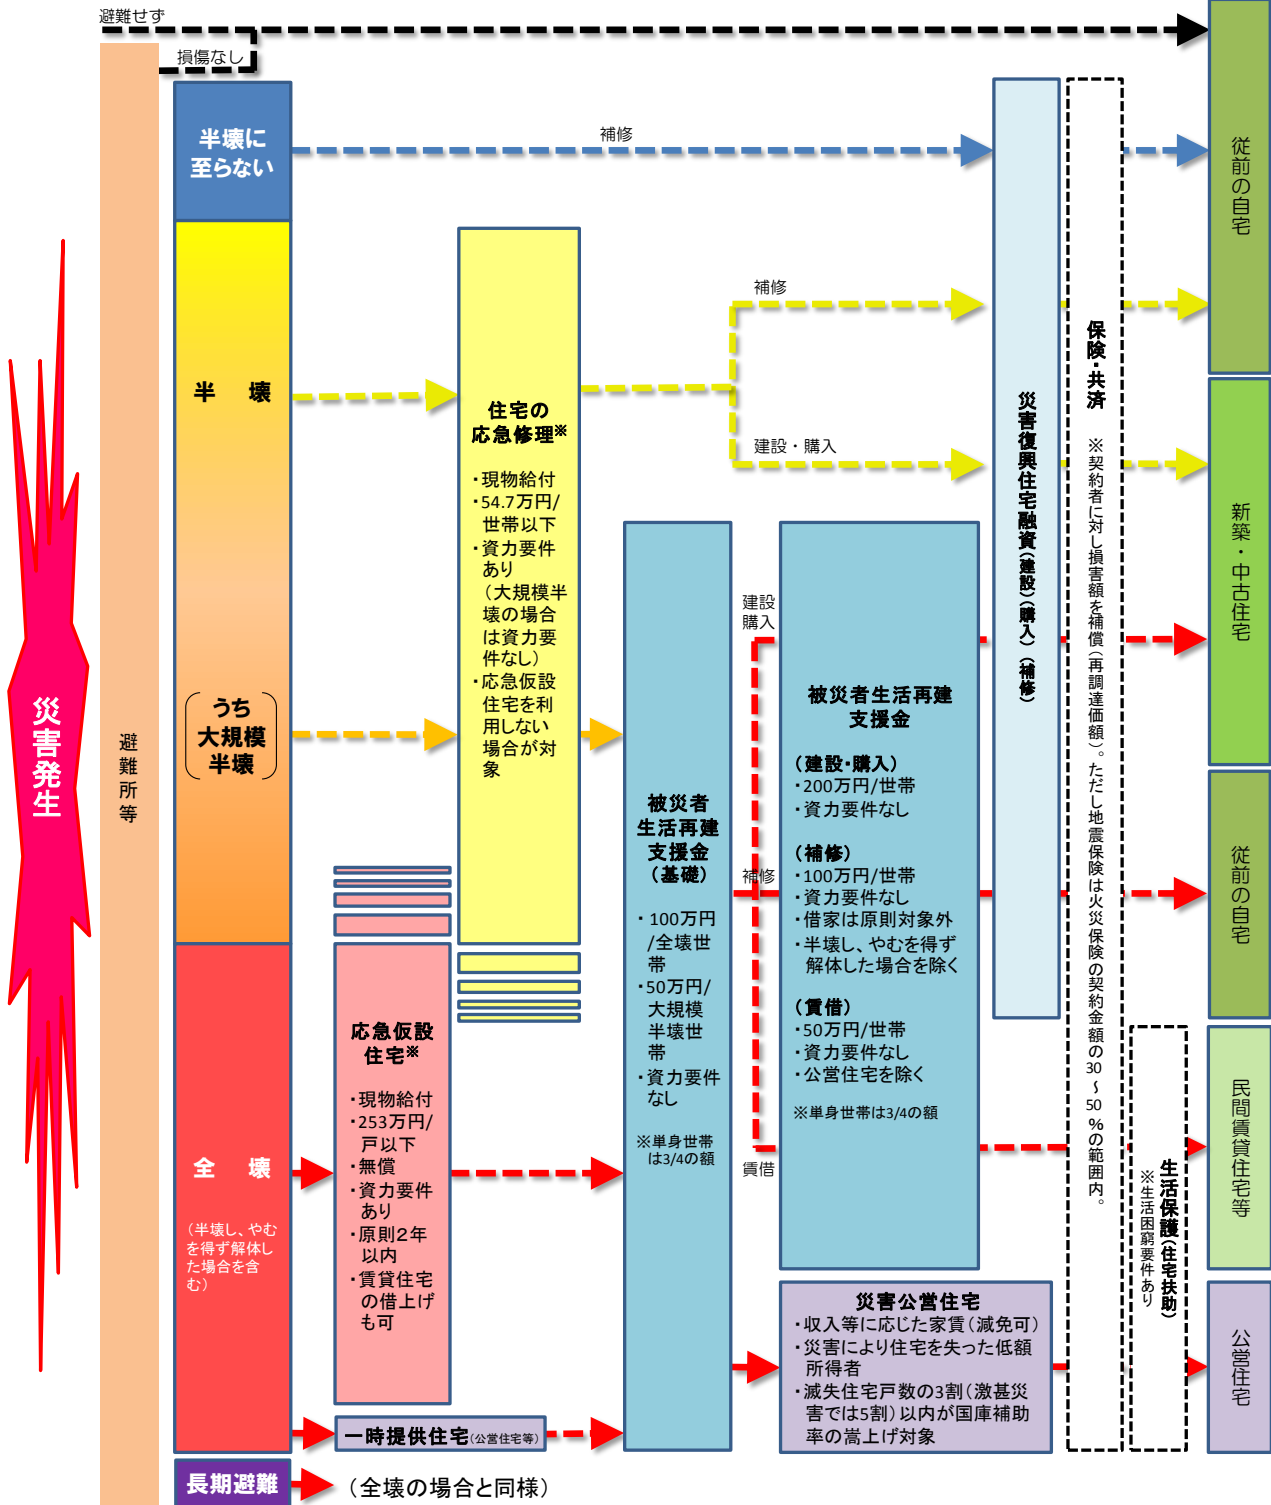 避難せず
損傷なし
災害発生
避難所等
半壊に
至らない
補修
半　壊
うち
大規模
半壊
全　壊
（半壊し、やむ
を得ず解体し
た場合を含
む）
長期避難
（全壊の場合と同様）
住宅の
応急修理※
・現物給付
・54.7万円/
世帯以下
・資力要件
あり
（大規模半
壊の場合
は資力要
件なし）
・応急仮設
住宅を利
用しない
場合が対
象
応急仮設
住宅※
・現物給付
・253万円/
戸以下
・無償
・資力要件
あり
・原則2年
以内
・賃貸住宅
の借上げ
も可
一時提供住宅(公営住宅等)
被災者
生活再建
支援金
（基礎）
・100万円
/全壊世
帯
・50万円/
大規模
半壊世
帯
・資力要件
なし
※単身世帯
は3/4の額
補修
建設・購入
建設
購入
補修
賃借
被災者生活再建
支援金
（建設・購入）
・200万円/世帯
・資力要件なし
（補修）
・100万円/世帯
・資力要件なし
・借家は原則対象外
・半壊し、やむを得ず
解体した場合を除く
（賃借）
・50万円/世帯
・資力要件なし
・公営住宅を除く
※単身世帯は3/4の額
災害公営住宅
・収入等に応じた家賃（減免可）
・災害により住宅を失った低額
所得者
・滅失住宅戸数の3割（激甚災
害では5割）以内が国庫補助
率の嵩上げ対象
災害復興住宅融資（建設）（購入）（補修）
保険・共済　※契約者に対し損害額を補償（再調達価額）。ただし地震保険は火災保険の契約金額の30～50％の範囲内。
生活保護（住宅扶助）
※生活困窮要件あり
従前の自宅
新築・中古住宅
従前の自宅
民間賃貸住宅等
公営住宅